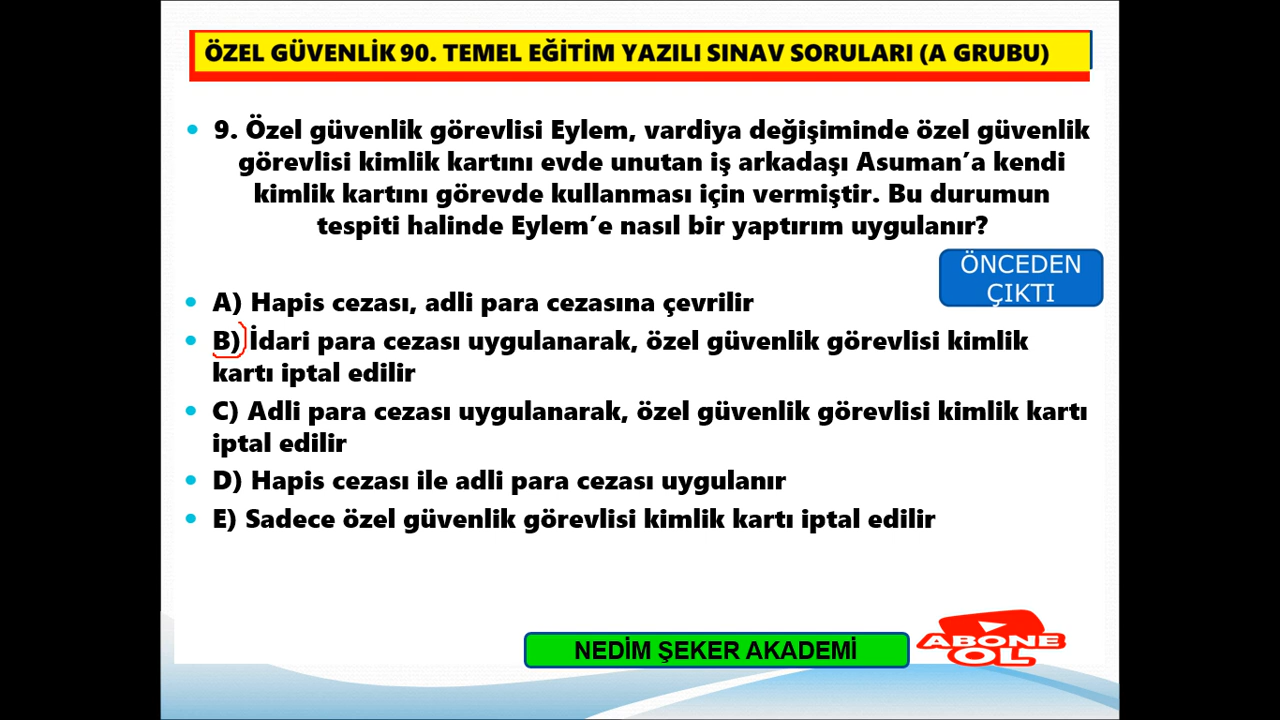 ÖZEL GÜVENLİK 90. TEMEL EĞİTİM YAZILI SINAV SORULARI (A GRUBU)
9. Özel güvenlik görevlisi Eylem, vardiya değişiminde özel güvenlik
görevlisi kimlik kartını evde unutan iş arkadaşı Asuman’a kendi
kimlik kartını görevde kullanması için vermiştir. Bu durumun
tespiti halinde Eylem’e nasıl bir yaptırım uygulanır?
ÖNCEDEN
ÇIKTI
A) Hapis cezası, adli para cezasına çevrilir
B) İdari para cezası uygulanarak, özel güvenlik görevlisi kimlik
kartı iptal edilir
C) Adli para cezası uygulanarak, özel güvenlik görevlisi kimlik kartı
iptal edilir
D) Hapis cezası ile adli para cezası uygulanır
E) Sadece özel güvenlik görevlisi kimlik kartı iptal edilir
NEDİM ŞEKER AKADEMİ
ABONE
OL